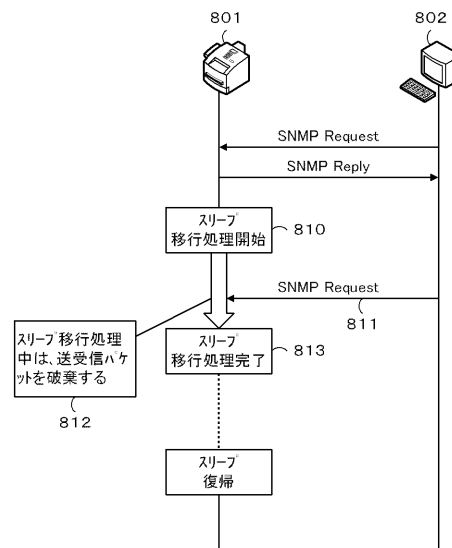 801
802
SNMP Request
SNMP Reply
スリープ
移行処理開始
810
SNMP Request
811
スリープ移行処理
中は、送受信パケ
ットを破棄する
812
スリープ
移行処理完了
813
スリープ
復帰